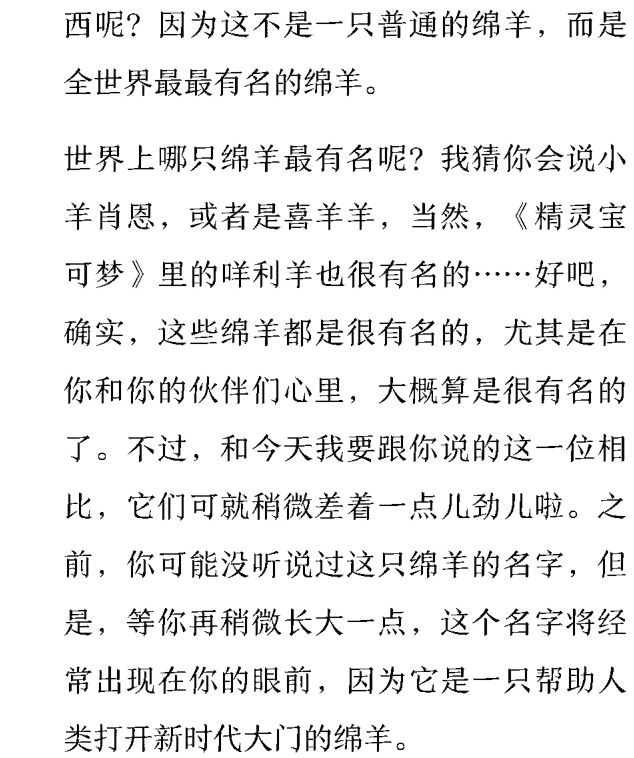 西呢？因为这不是一只普通的绵羊，而是
全世界最最有名的绵羊。
世界上哪只绵羊最有名呢？我猜你会说小
羊肖恩，或者是喜羊羊，当然，《精灵宝
可梦》里的咩利羊也很有名的……好吧，
确实，这些绵羊都是很有名的，尤其是在
你和你的伙伴们心里，大概算是很有名的
了。不过，和今天我要跟你说的这一位相
比，它们可就稍微差着一点儿劲儿啦。之
前，你可能没听说过这只绵羊的名字，但
是，等你再稍微长大一点，这个名字将经
常出现在你的眼前，因为它是一只帮助人
类打开新时代大门的绵羊。